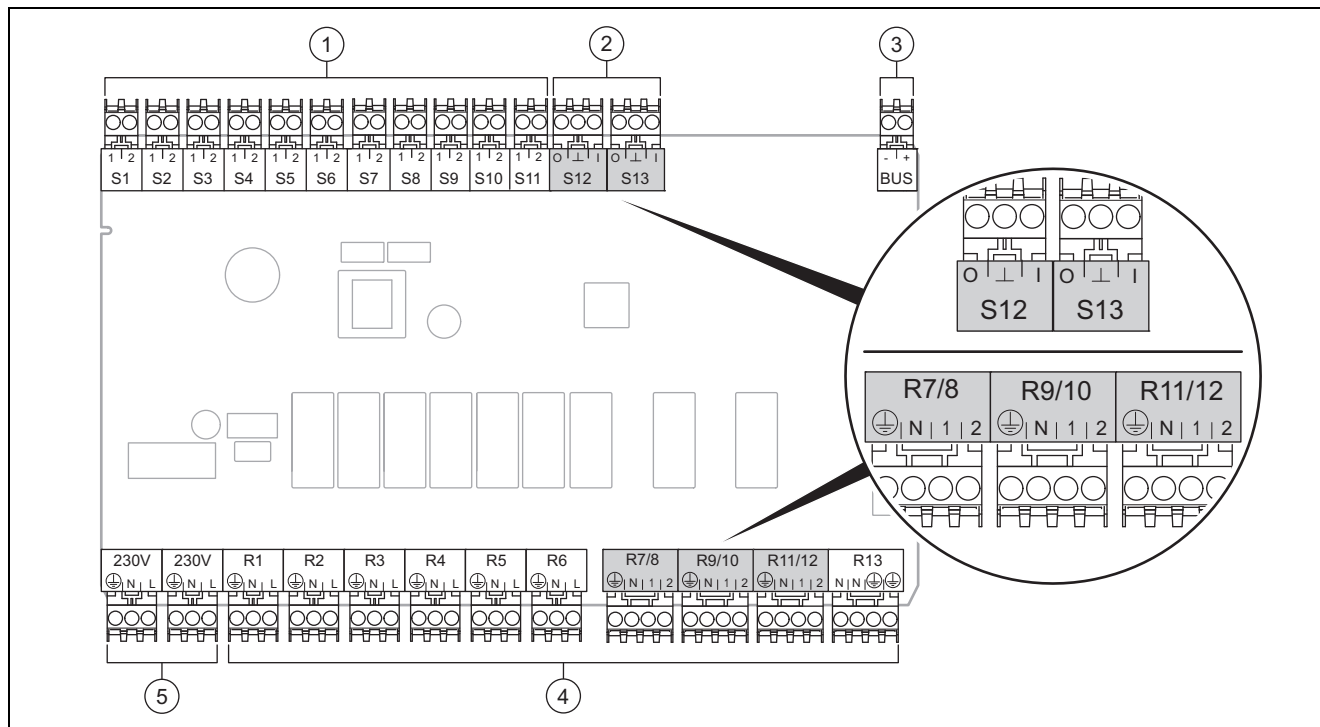 1 2 3
1 2 1 2 1 2 1 2 1 2 1 2 1 2 1 2 1 2 1 2 1 2 O ⊥ I O ⊥ I - +
S1 S2 S3 S4 S5 S6 S7 S8 S9 S10 S11 S12 S13 BUS
O ⊥ I O ⊥ I
S12 S13
R7/8 R9/10 R11/12
⏚ N 1 2 ⏚ N 1 2 ⏚ N 1 2
230V 230V R1 R2 R3 R4 R5 R6 R7/8 R9/10 R11/12 R13
⏚ N L ⏚ N L ⏚ N L ⏚ N L ⏚ N L ⏚ N L ⏚ N L ⏚ N L ⏚ N 1 2 ⏚ N 1 2 ⏚ N 1 2 N N ⏚ ⏚
5 4